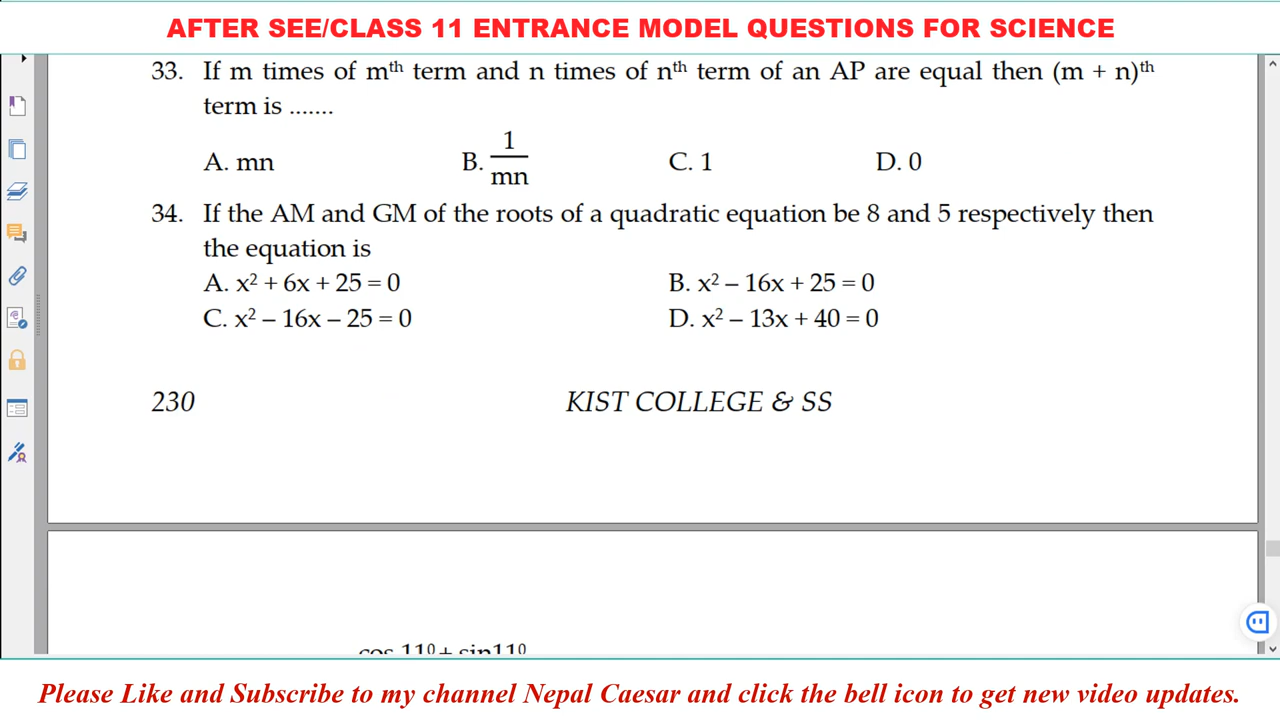 AFTER SEE/CLASS 11 ENTRANCE MODEL QUESTIONS FOR SCIENCE
33. If m times of mᵗʰ term and n times of nᵗʰ term of an AP are equal then (m + n)ᵗʰ
term is .......
A. mn B. 1/mn C. 1 D. 0
34. If the AM and GM of the roots of a quadratic equation be 8 and 5 respectively then
the equation is
A. x² + 6x + 25 = 0 B. x² – 16x + 25 = 0
C. x² – 16x – 25 = 0 D. x² – 13x + 40 = 0
230 KIST COLLEGE & SS
cos 11⁰ + sin11⁰
Please Like and Subscribe to my channel Nepal Caesar and click the bell icon to get new video updates.